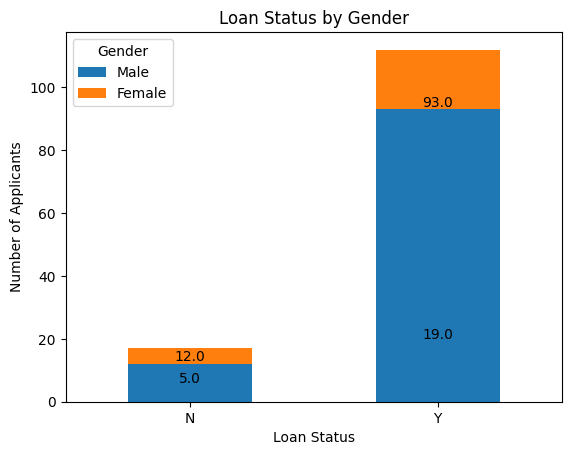 Loan Status by Gender
Gender
Male
Female
Number of Applicants
100
80
60
40
20
0
93.0
19.0
12.0
5.0
N
Y
Loan Status